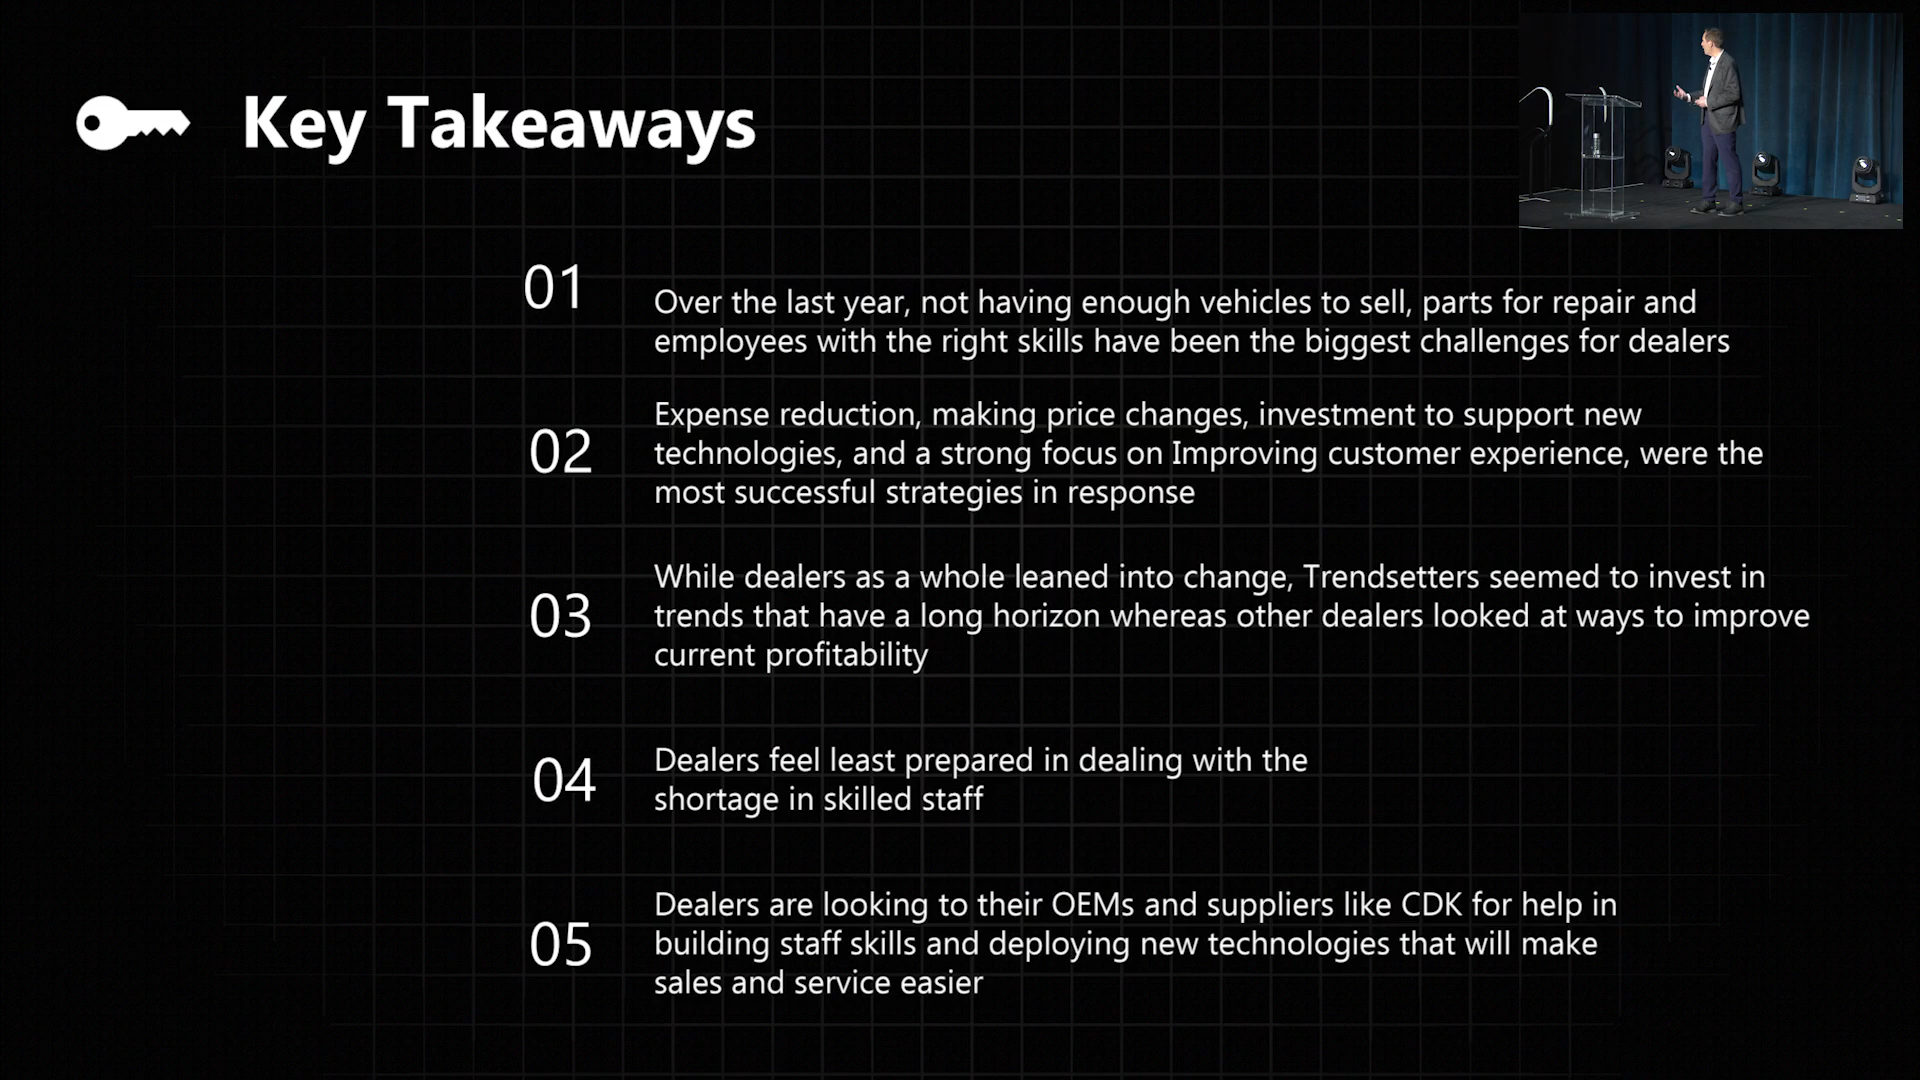 Key Takeaways
01
Over the last year, not having enough vehicles to sell, parts for repair and
employees with the right skills have been the biggest challenges for dealers
02
Expense reduction, making price changes, investment to support new
technologies, and a strong focus on Improving customer experience, were the
most successful strategies in response
03
While dealers as a whole leaned into change, Trendsetters seemed to invest in
trends that have a long horizon whereas other dealers looked at ways to improve
current profitability
04
Dealers feel least prepared in dealing with the
shortage in skilled staff
05
Dealers are looking to their OEMs and suppliers like CDK for help in
building staff skills and deploying new technologies that will make
sales and service easier